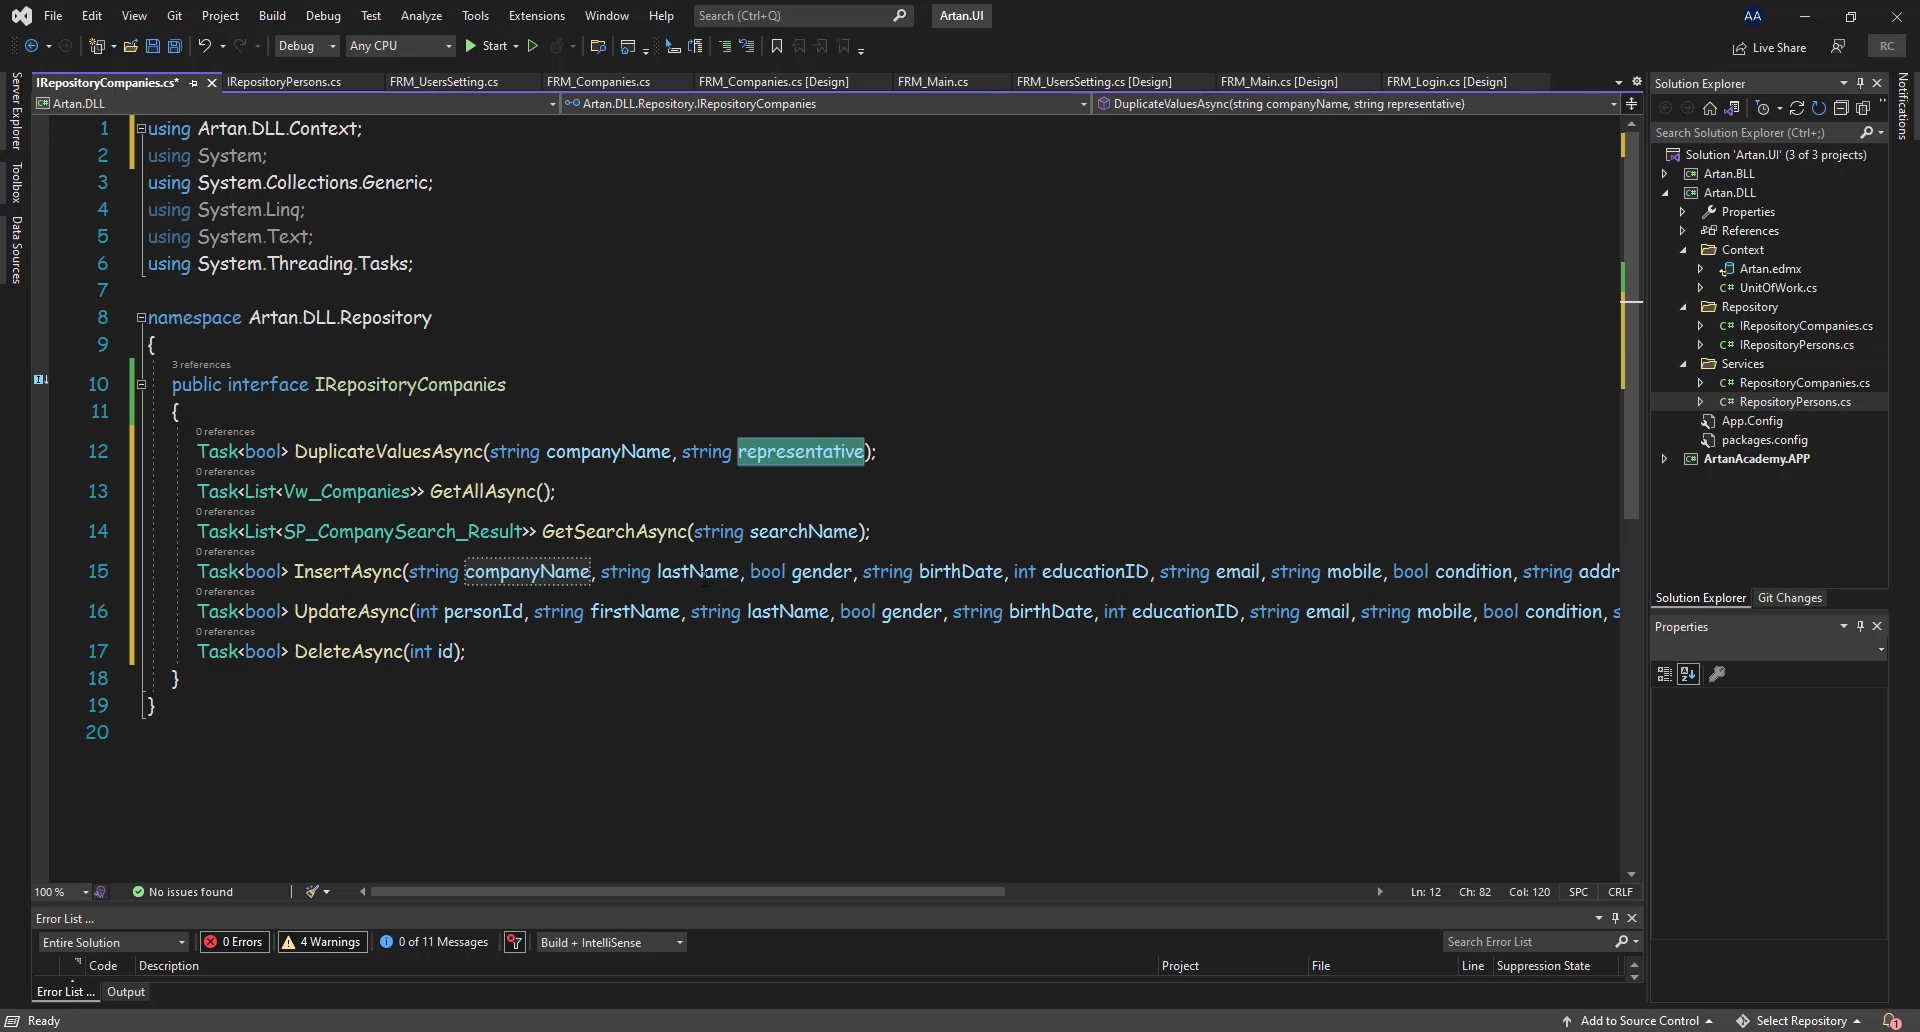 File Edit View Git Project Build Debug Test Analyze Tools Extensions Window Help Search (Ctrl+Q) Artan.UI AA
Debug Any CPU Start Live Share RC
IRepositoryCompanies.cs* IRepositoryPersons.cs FRM_UsersSetting.cs FRM_Companies.cs FRM_Companies.cs [Design] FRM_Main.cs FRM_UsersSetting.cs [Design] FRM_Main.cs [Design] FRM_Login.cs [Design]
Artan.DLL Artan.DLL.Repository.IRepositoryCompanies DuplicateValuesAsync(string companyName, string representative)
Server Explorer
Toolbox
Data Sources
1 using Artan.DLL.Context;
2 using System;
3 using System.Collections.Generic;
4 using System.Linq;
5 using System.Text;
6 using System.Threading.Tasks;
7
8 namespace Artan.DLL.Repository
9 {
3 references
10 public interface IRepositoryCompanies
11 {
0 references
12 Task<bool> DuplicateValuesAsync(string companyName, string representative);
0 references
13 Task<List<Vw_Companies>> GetAllAsync();
0 references
14 Task<List<SP_CompanySearch_Result>> GetSearchAsync(string searchName);
0 references
15 Task<bool> InsertAsync(string companyName, string lastName, bool gender, string birthDate, int educationID, string email, string mobile, bool condition, string addr
0 references
16 Task<bool> UpdateAsync(int personId, string firstName, string lastName, bool gender, string birthDate, int educationID, string email, string mobile, bool condition, s
0 references
17 Task<bool> DeleteAsync(int id);
18 }
19 }
20
100 % No issues found Ln: 12 Ch: 82 Col: 120 SPC CRLF
Error List ...
Entire Solution 0 Errors 4 Warnings 0 of 11 Messages Build + IntelliSense Search Error List
Code Description Project File Line Suppression State
Error List ... Output
Ready Add to Source Control Select Repository 1
Solution Explorer
Search Solution Explorer (Ctrl+;)
Solution 'Artan.UI' (3 of 3 projects)
Artan.BLL
Artan.DLL
Properties
References
Context
Artan.edmx
UnitOfWork.cs
Repository
IRepositoryCompanies.cs
IRepositoryPersons.cs
Services
RepositoryCompanies.cs
RepositoryPersons.cs
App.Config
packages.config
ArtanAcademy.APP
Solution Explorer Git Changes
Properties
Notifications